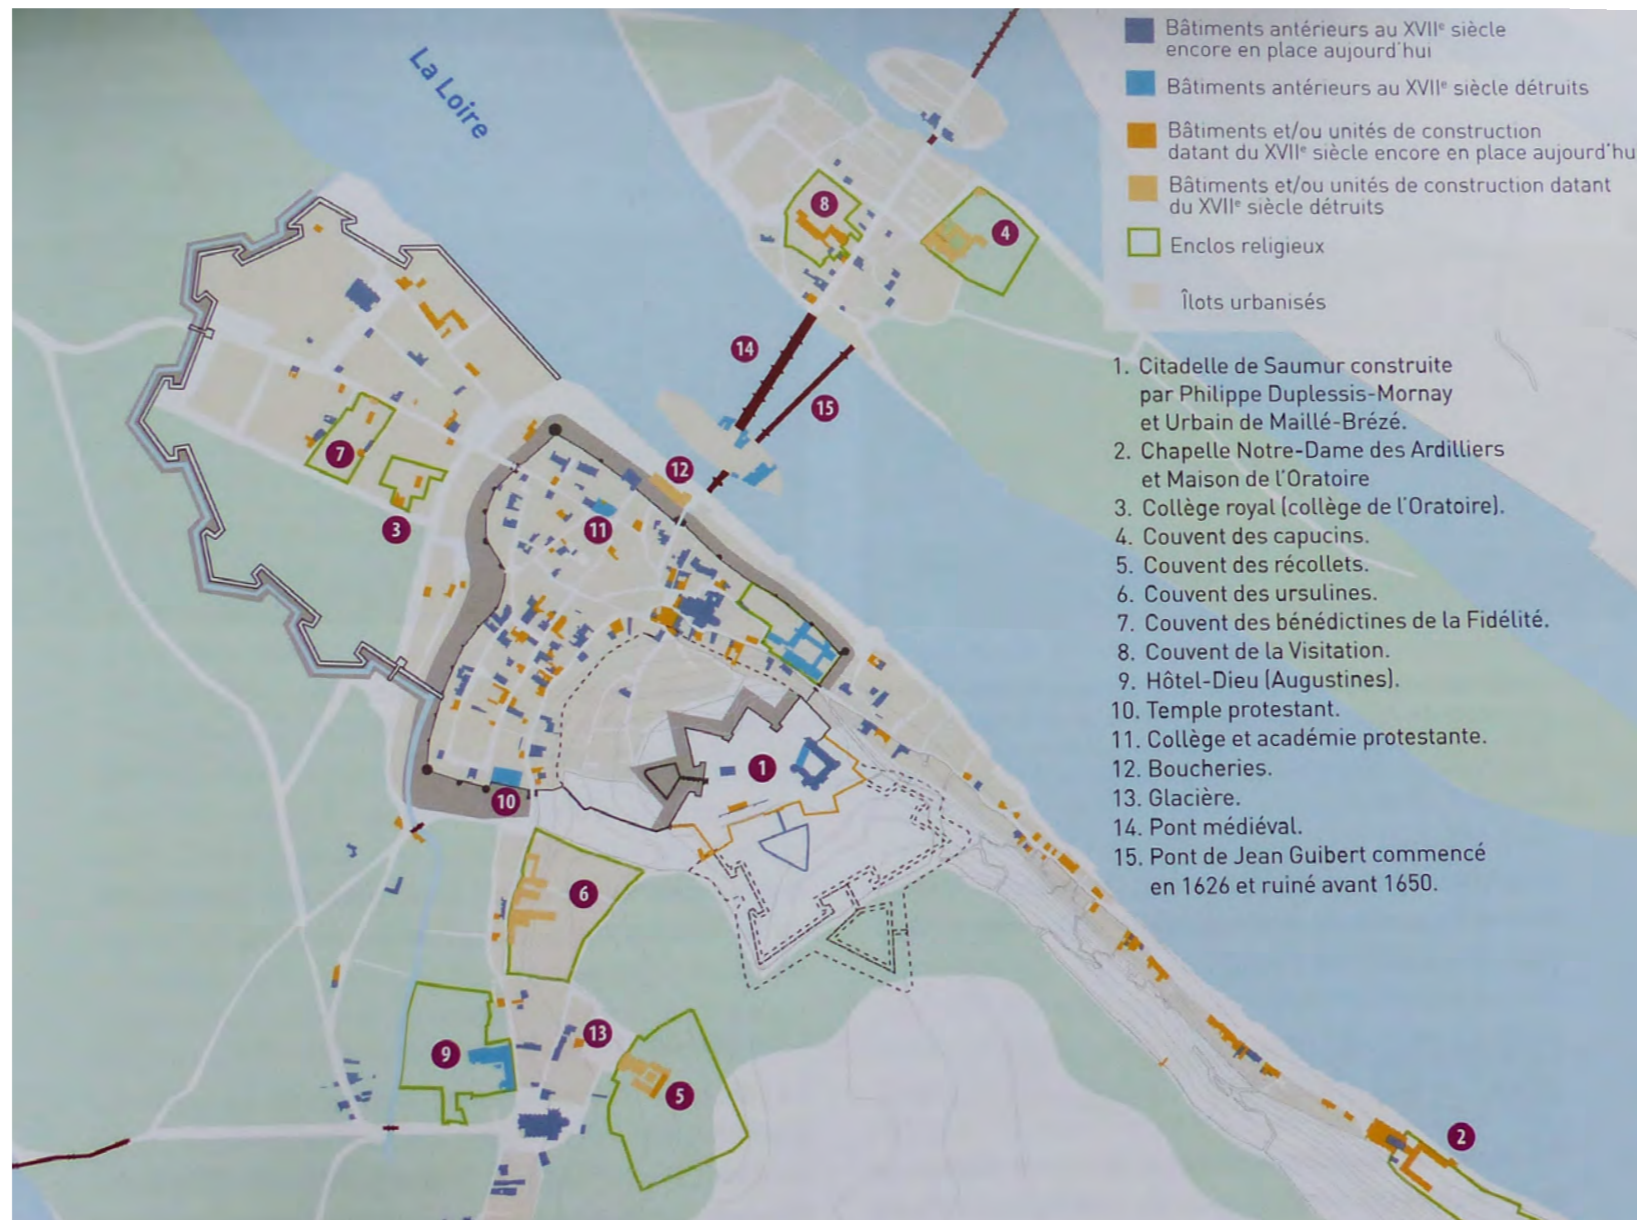 La Loire
Bâtiments antérieurs au XVIIe siècle
encore en place aujourd'hui
Bâtiments antérieurs au XVIIe siècle détruits
Bâtiments et/ou unités de construction
datant du XVIIe siècle encore en place aujourd'hu
Bâtiments et/ou unités de construction datant
du XVIIe siècle détruits
Enclos religieux
Îlots urbanisés
1. Citadelle de Saumur construite
par Philippe Duplessis-Mornay
et Urbain de Maillé-Brézé.
2. Chapelle Notre-Dame des Ardilliers
et Maison de l'Oratoire
3. Collège royal (collège de l'Oratoire).
4. Couvent des capucins.
5. Couvent des récollets.
6. Couvent des ursulines.
7. Couvent des bénédictines de la Fidélité.
8. Couvent de la Visitation.
9. Hôtel-Dieu (Augustines).
10. Temple protestant.
11. Collège et académie protestante.
12. Boucheries.
13. Glacière.
14. Pont médiéval.
15. Pont de Jean Guibert commencé
en 1626 et ruiné avant 1650.
8
4
14
15
12
7
3
11
1
10
6
13
9
5
2